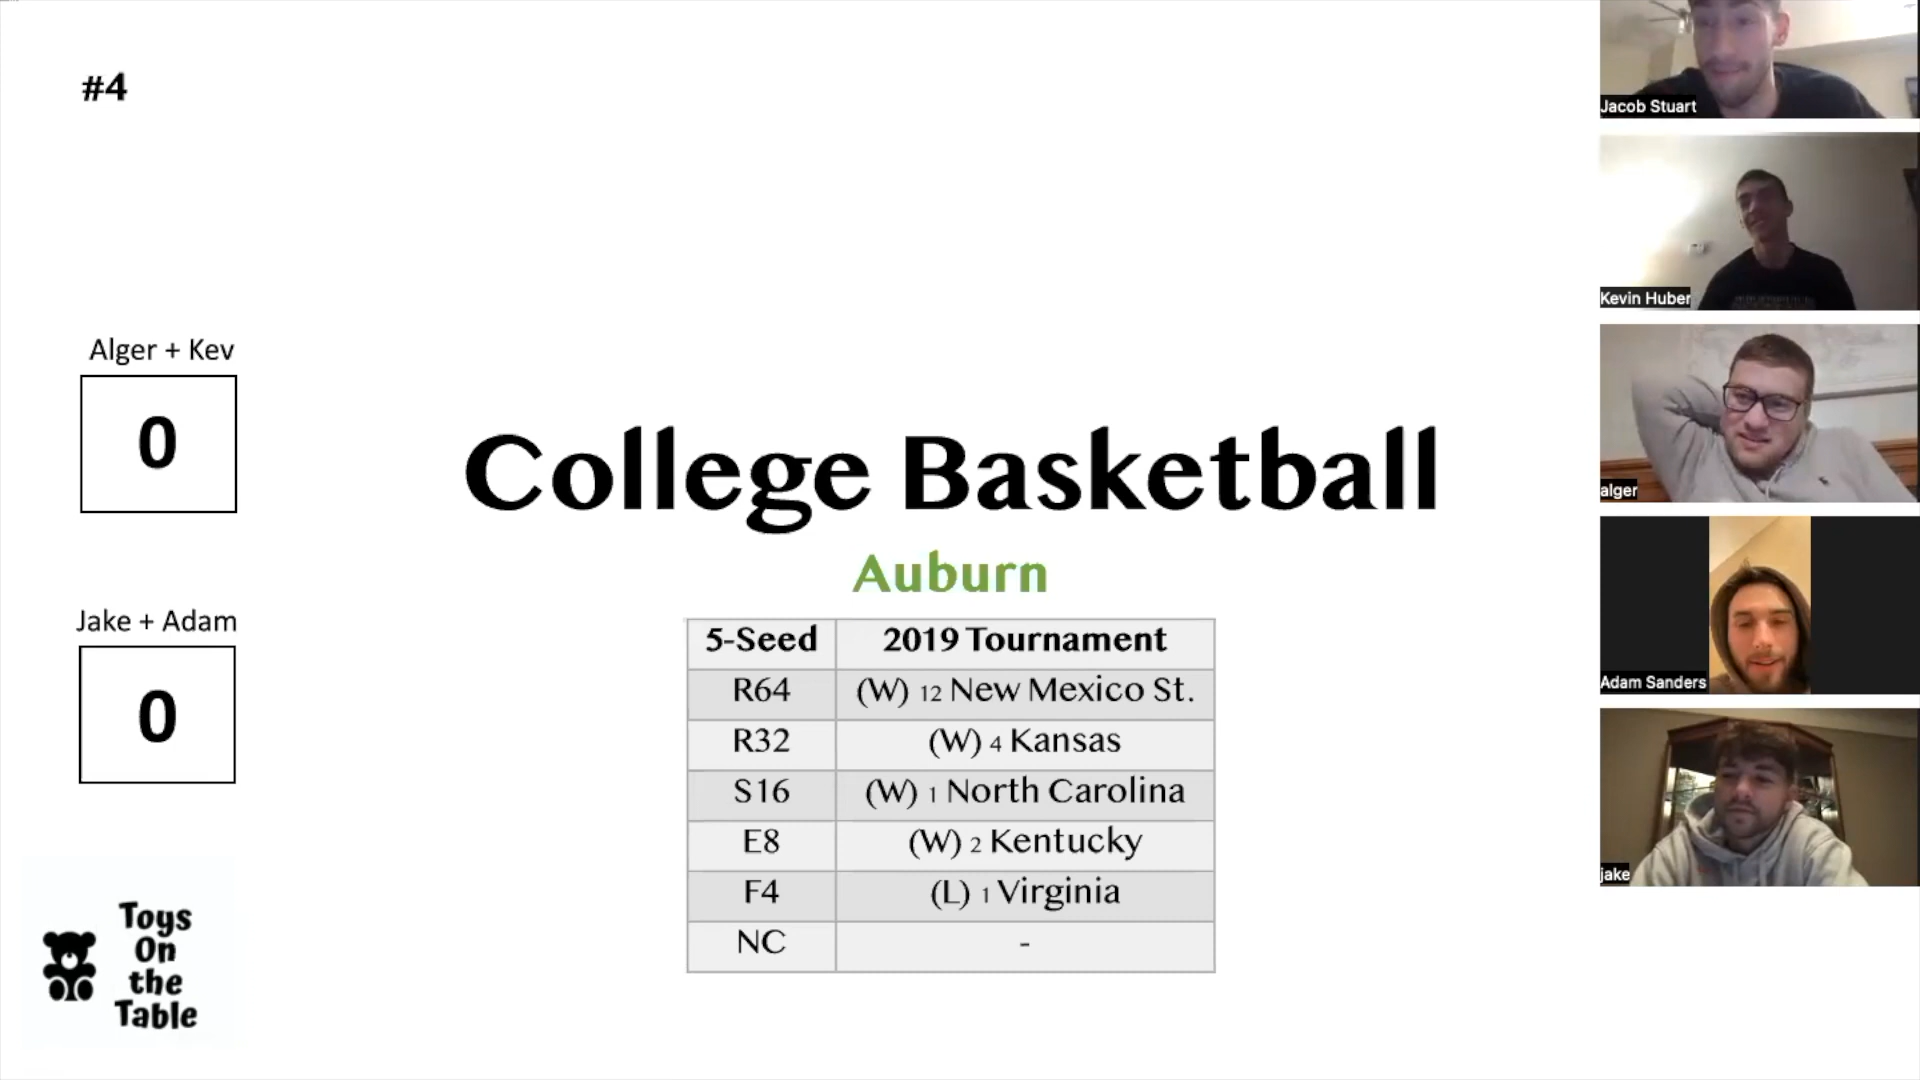 #4
Alger + Kev
0
Jake + Adam
0
College Basketball
Auburn
5-Seed 2019 Tournament
R64 (W) 12 New Mexico St.
R32 (W) 4 Kansas
S16 (W) 1 North Carolina
E8 (W) 2 Kentucky
F4 (L) 1 Virginia
NC -
Toys
On
the
Table
Jacob Stuart
Kevin Huber
alger
Adam Sanders
jake